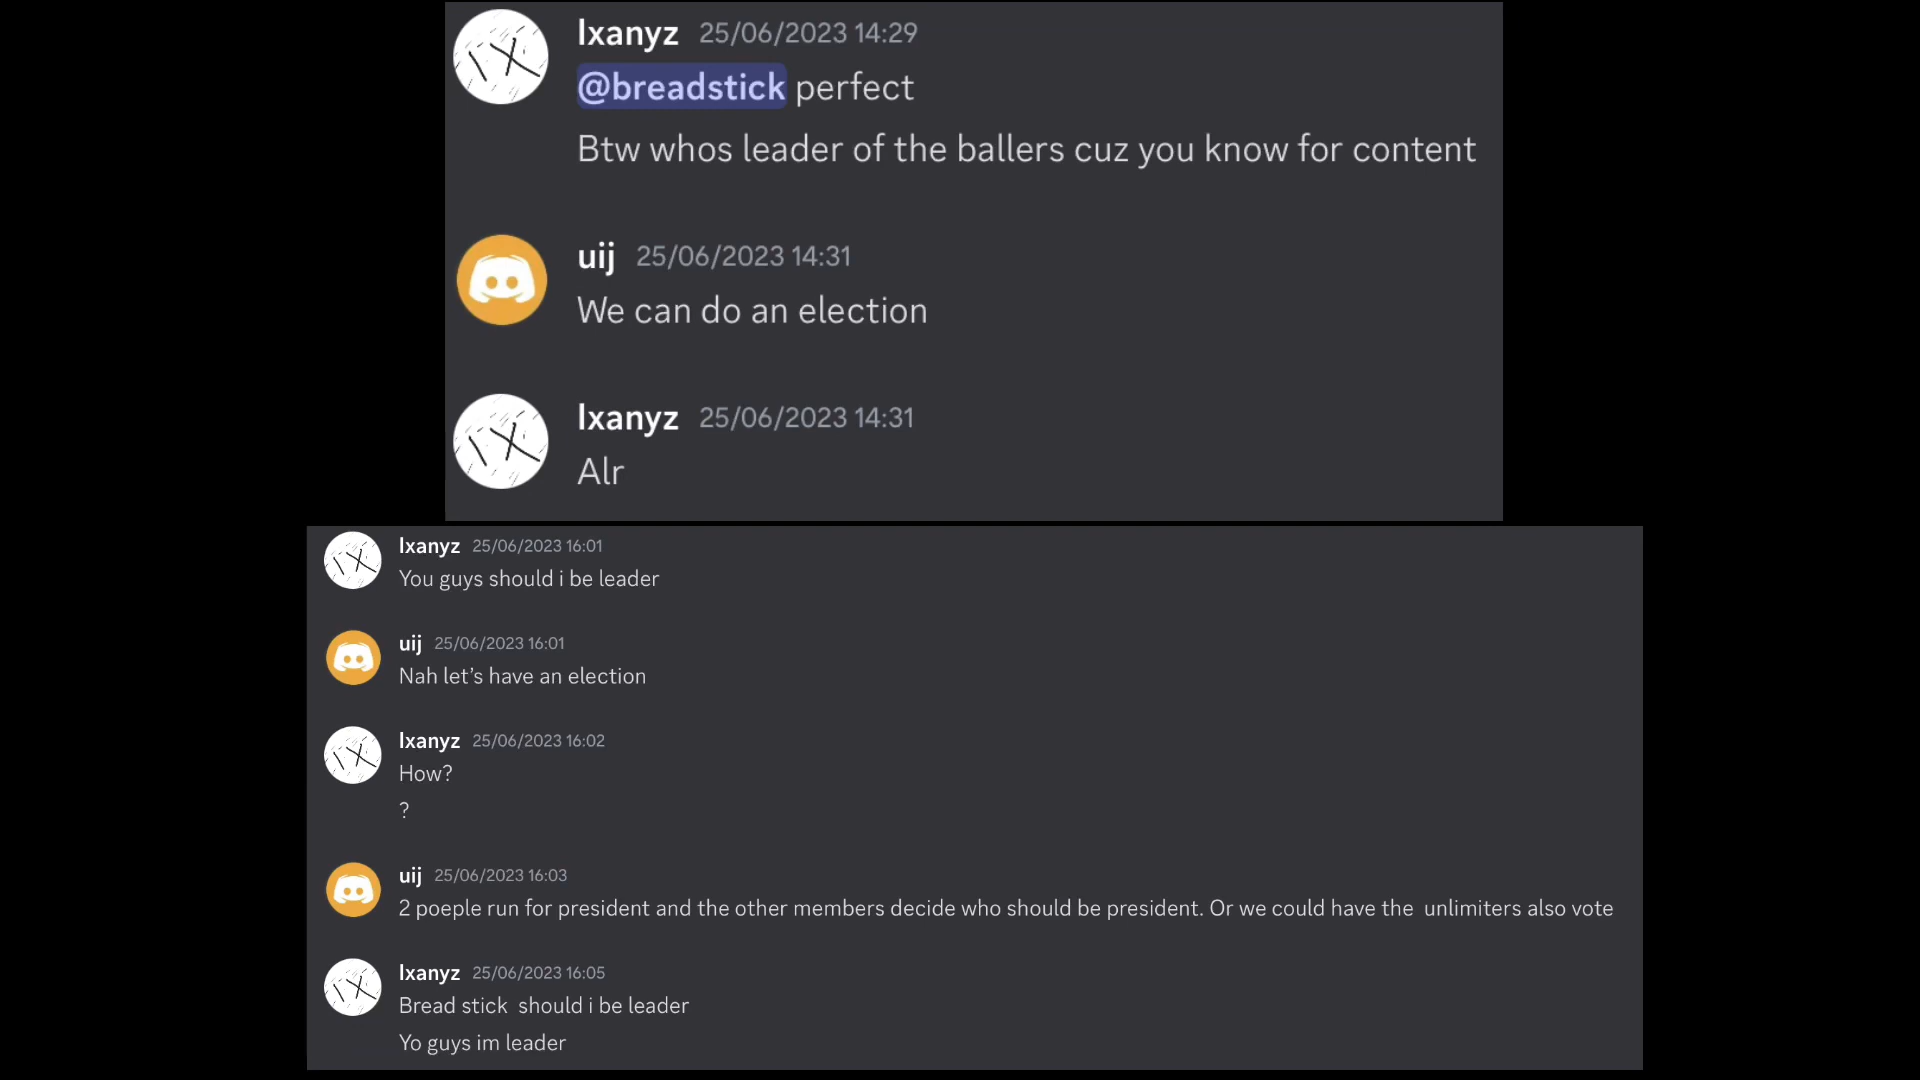 Ixanyz 25/06/2023 14:29
@breadstick perfect
Btw whos leader of the ballers cuz you know for content
uij 25/06/2023 14:31
We can do an election
Ixanyz 25/06/2023 14:31
Alr
Ixanyz 25/06/2023 16:01
You guys should i be leader
uij 25/06/2023 16:01
Nah let’s have an election
Ixanyz 25/06/2023 16:02
How?
?
uij 25/06/2023 16:03
2 poeple run for president and the other members decide who should be president. Or we could have the  unlimiters also vote
Ixanyz 25/06/2023 16:05
Bread stick  should i be leader
Yo guys im leader